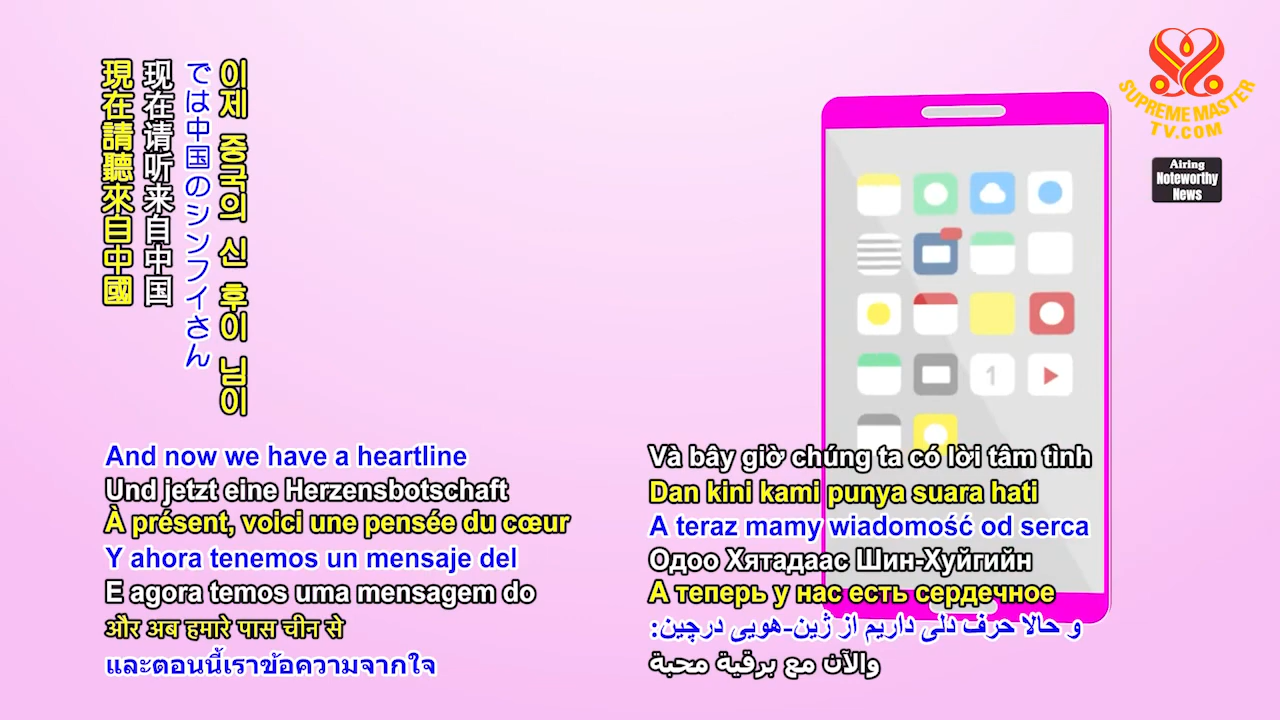 現在請聽來自中國
现在请听来自中国
では中国のシンフィさん
이제 중국의 신 후이 님이
And now we have a heartline
Und jetzt eine Herzensbotschaft
À présent, voici une pensée du cœur
Y ahora tenemos un mensaje del
E agora temos uma mensagem do
और अब हमारे पास चीन से
และตอนนี้เราข้อความจากใจ
Và bây giờ chúng ta có lời tâm tình
Dan kini kami punya suara hati
A teraz mamy wiadomość od serca
Одоо Хятадаас Шин-Хуйгийн
А теперь у нас есть сердечное
و حالا حرف دلی داریم از ژین-هویی درچین:
والآن مع برقية محبة
1
SUPREME MASTER
TV.COM
Airing
Noteworthy
News